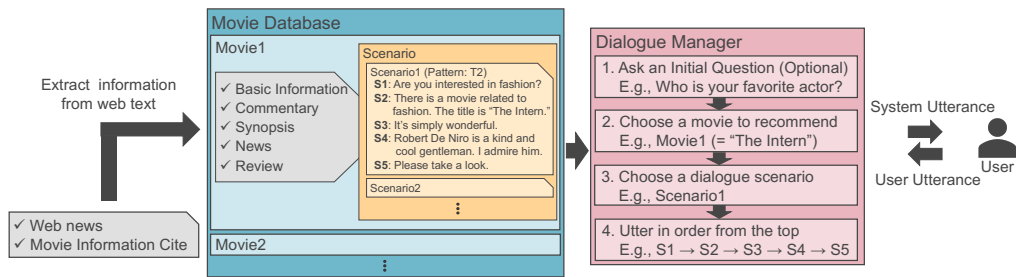 Extract information
from web text
✓ Web news
✓ Movie Information Cite
Movie Database
Movie1
✓ Basic Information
✓ Commentary
✓ Synopsis
✓ News
✓ Review
Scenario
Scenario1 (Pattern: T2)
S1: Are you interested in fashion?
S2: There is a movie related to
fashion. The title is “The Intern.”
S3: It’s simply wonderful.
S4: Robert De Niro is a kind and
cool gentleman. I admire him.
S5: Please take a look.
Scenario2
⋮
Movie2
⋮
Dialogue Manager
1. Ask an Initial Question (Optional)
E.g., Who is your favorite actor?
2. Choose a movie to recommend
E.g., Movie1 (= “The Intern”)
3. Choose a dialogue scenario
E.g., Scenario1
4. Utter in order from the top
E.g., S1 → S2 → S3 → S4 → S5
System Utterance
User Utterance
User